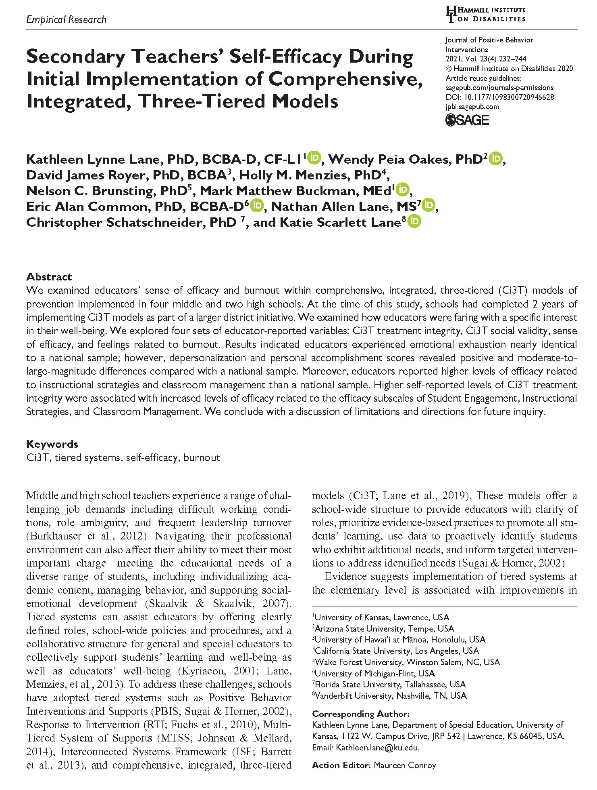 Empirical Research
HAMMILL INSTITUTE
ON DISABILITIES
Secondary Teachers' Self-Efficacy During
Initial Implementation of Comprehensive,
Integrated, Three-Tiered Models
Journal of Positive Behavior
Interventions
2021, Vol. 23(4) 232–244
© Hammill Institute on Disabilities 2020
Article reuse guidelines:
sagepub.com/journals-permissions
DOI: 10.1177/1098300720946628
jpbi.sagepub.com
SAGE
Kathleen Lynne Lane, PhD, BCBA-D, CF-L1¹ iD, Wendy Peia Oakes, PhD² iD,
David James Royer, PhD, BCBA³, Holly M. Menzies, PhD⁴,
Nelson C. Brunsting, PhD⁵, Mark Matthew Buckman, MEd¹ iD,
Eric Alan Common, PhD, BCBA-D⁶ iD, Nathan Allen Lane, MS⁷ iD,
Christopher Schatschneider, PhD ⁷, and Katie Scarlett Lane⁸ iD
Abstract
We examined educators' sense of efficacy and burnout within comprehensive, integrated, three-tiered (Ci3T) models of
prevention implemented in four middle and two high schools. At the time of this study, schools had completed 2 years of
implementing Ci3T models as part of a larger district initiative. We examined how educators were faring with a specific interest
in their well-being. We explored four sets of educator-reported variables: Ci3T treatment integrity, Ci3T social validity, sense
of efficacy, and feelings related to burnout. Results indicated educators experienced emotional exhaustion nearly identical
to a national sample; however, depersonalization and personal accomplishment scores revealed positive and moderate-to-
large-magnitude differences compared with a national sample. Moreover, educators reported higher levels of efficacy related
to instructional strategies and classroom management than a national sample. Higher self-reported levels of Ci3T treatment
integrity were associated with increased levels of efficacy related to the efficacy subscales of Student Engagement, Instructional
Strategies, and Classroom Management. We conclude with a discussion of limitations and directions for future inquiry.
Keywords
Ci3T, tiered systems, self-efficacy, burnout
Middle and high school teachers experience a range of chal-
lenging job demands including difficult working condi-
tions, role ambiguity, and frequent leadership turnover
(Burkhauser et al., 2012). Navigating their professional
environment can also affect their ability to meet their most
important charge meeting the educational needs of a
diverse range of students, including individualizing aca-
demic content, managing behavior, and supporting social-
emotional development (Skaalvik & Skaalvik, 2007).
Tiered systems can assist educators by offering clearly
defined roles, school-wide policies and procedures, and a
collaborative structure for general and special educators to
collectively support students' learning and well-being as
well as educators' well-being (Kyriacou, 2001; Lane,
Menzies, et al., 2013). To address these challenges, schools
have adopted tiered systems such as Positive Behavior
Interventions and Supports (PBIS; Sugai & Horner, 2002),
Response to Intervention (RTI; Fuchs et al., 2010), Multi-
Tiered System of Supports (MTSS; Johnson & Mellard,
2014), Interconnected Systems Framework (ISF; Barrett
et al., 2013), and comprehensive, integrated, three-tiered
models (Ci3T; Lane et al., 2019). These models offer a
school-wide structure to provide educators with clarity of
roles, prioritize evidence-based practices to promote all stu-
dents' learning, use data to proactively identify students
who exhibit additional needs, and inform targeted interven-
tions to address identified needs (Sugai & Horner, 2002).
Evidence suggests implementation of tiered systems at
the elementary level is associated with improvements in
¹University of Kansas, Lawrence, USA
²Arizona State University, Tempe, USA
³University of Hawai'i at Mānoa, Honolulu, USA
⁴California State University, Los Angeles, USA
⁵Wake Forest University, Winston Salem, NC, USA
⁶University of Michigan-Flint, USA
⁷Florida State University, Tallahassee, USA
⁸Vanderbilt University, Nashville, TN, USA
Corresponding Author:
Kathleen Lynne Lane, Department of Special Education, University of
Kansas, 1122 W. Campus Drive, JRP 542 | Lawrence, KS 66045, USA.
Email: Kathleen.lane@ku.edu.
Action Editor: Maureen Conroy